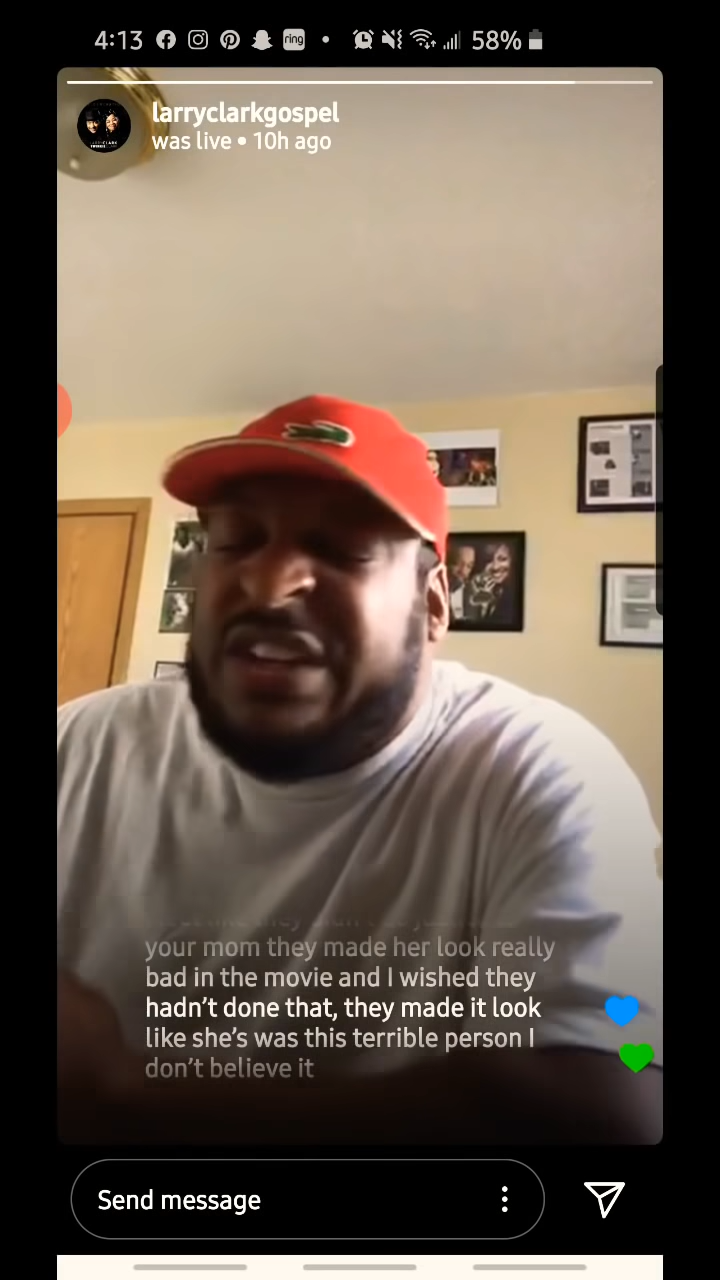 4:13 ring • 58%
larryclarkgospel
was live • 10h ago
your mom they made her look really
bad in the movie and I wished they
hadn't done that, they made it look
like she's was this terrible person I
don't believe it
Send message